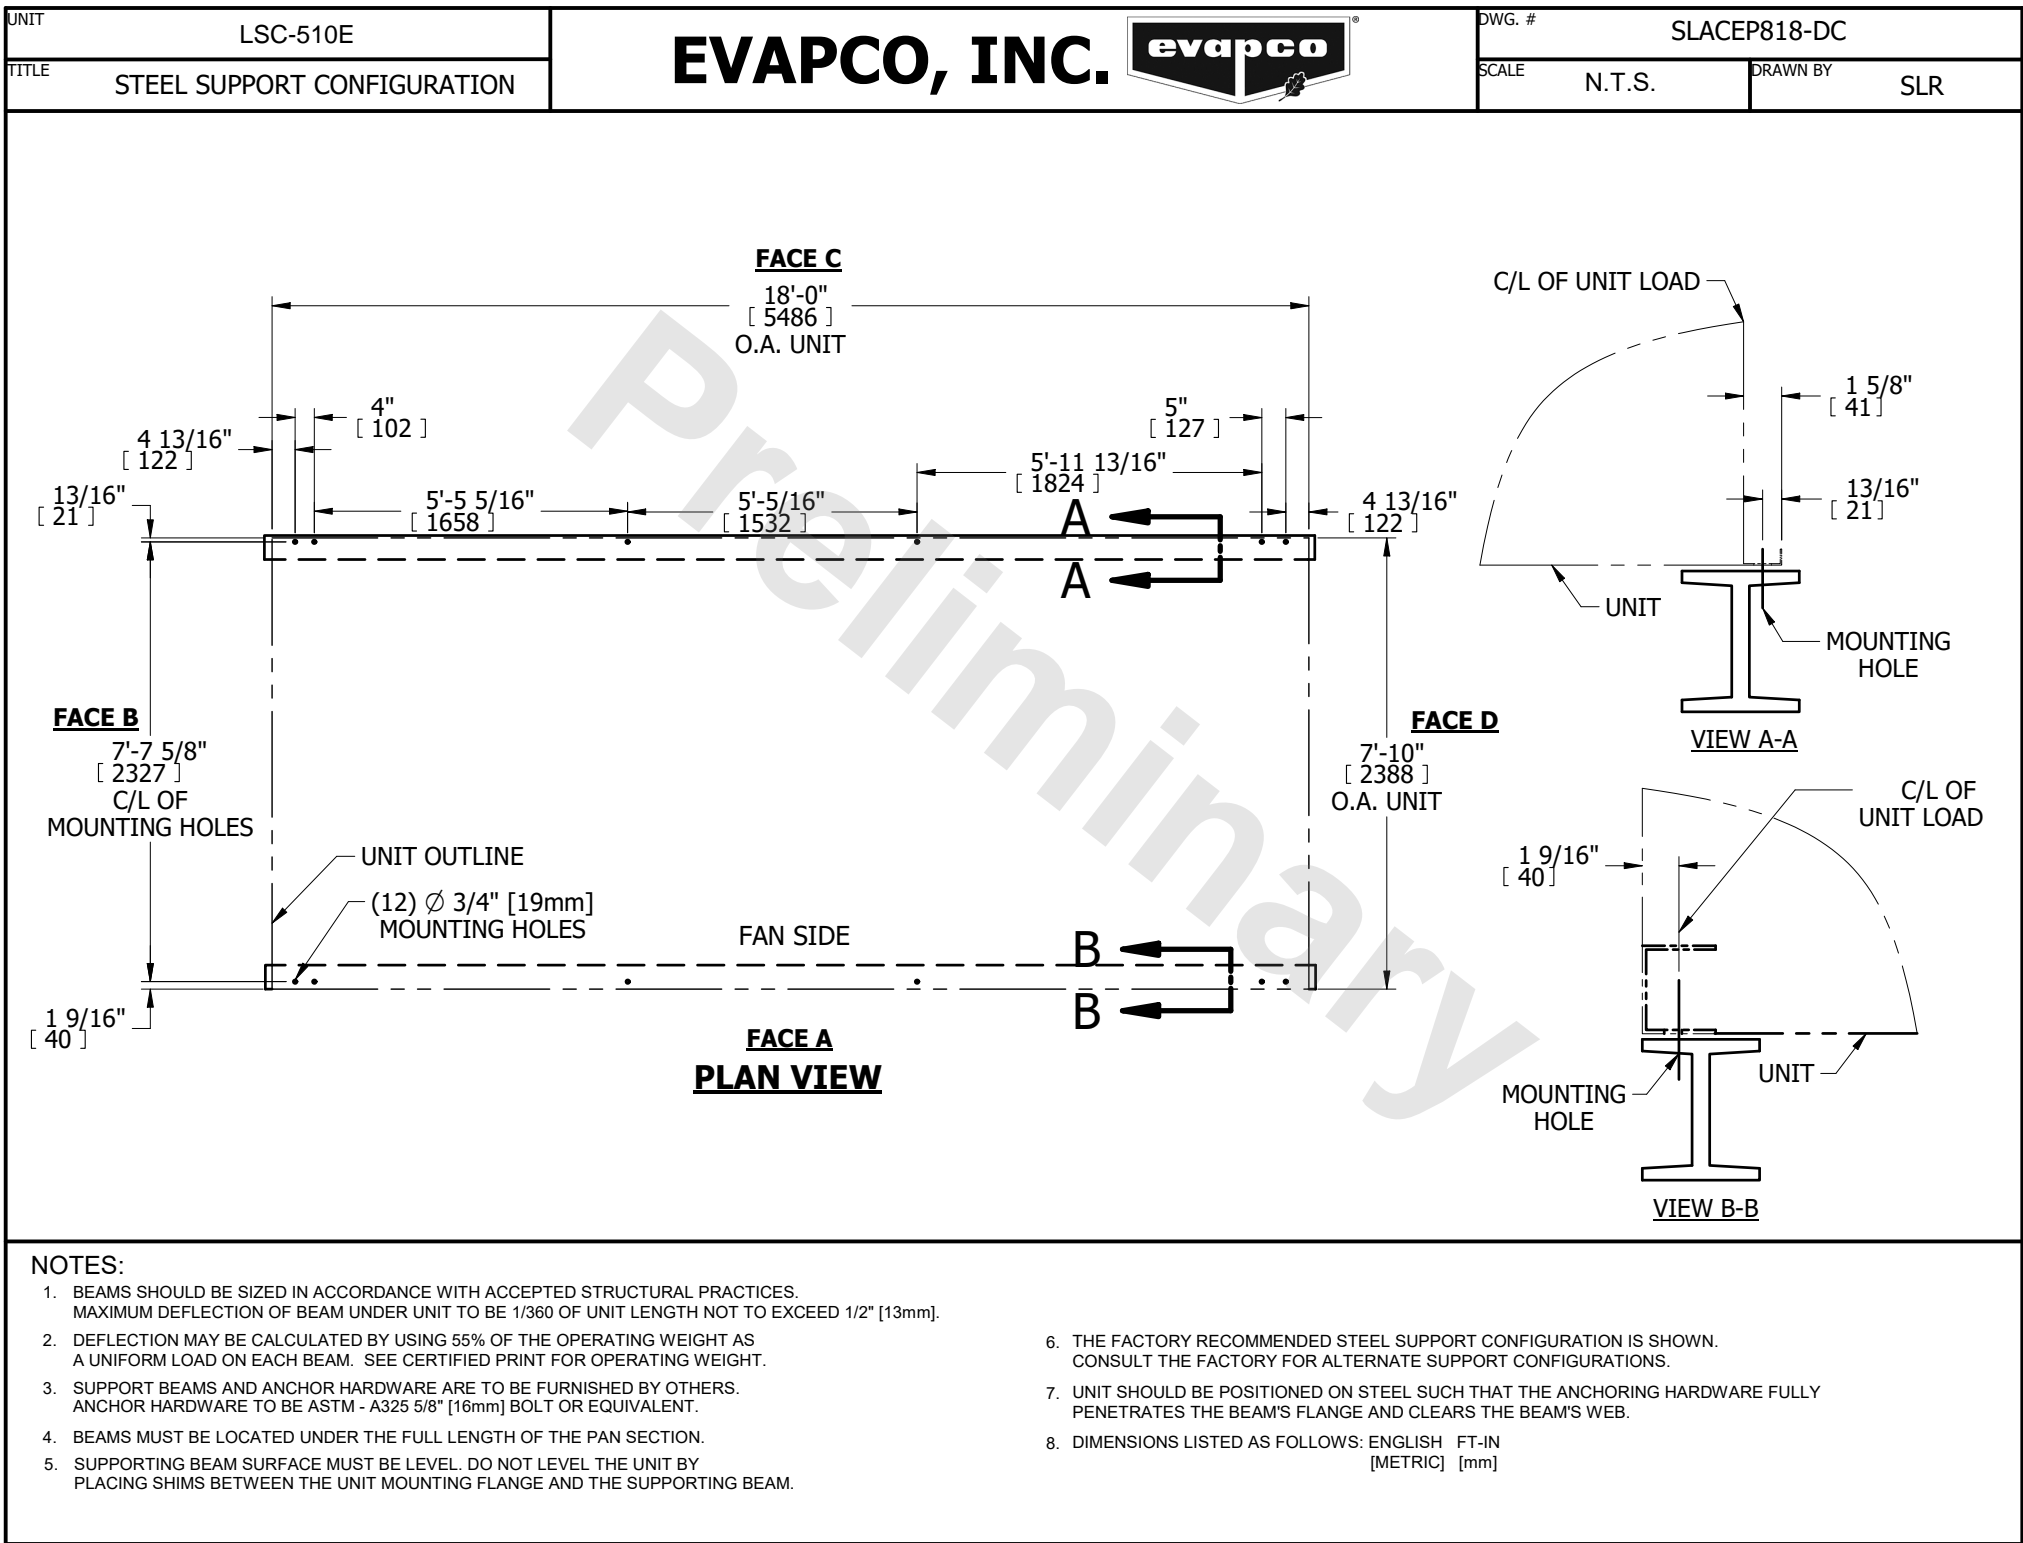 UNIT
LSC-510E
TITLE
STEEL SUPPORT CONFIGURATION
EVAPCO, INC.
evapco®
DWG. #
SLACEP818-DC
SCALE
N.T.S.
DRAWN BY
SLR
FACE C
18'-0"
[ 5486 ]
O.A. UNIT
4"
[ 102 ]
4 13/16"
[ 122 ]
13/16"
[ 21 ]
5'-5 5/16"
[ 1658 ]
5'-5/16"
[ 1532 ]
5'-11 13/16"
[ 1824 ]
5"
[ 127 ]
4 13/16"
[ 122 ]
A
A
FACE B
7'-7 5/8"
[ 2327 ]
C/L OF
MOUNTING HOLES
FACE D
7'-10"
[ 2388 ]
O.A. UNIT
UNIT OUTLINE
(12) ∅ 3/4" [19mm]
MOUNTING HOLES
FAN SIDE
B
B
1 9/16"
[ 40 ]
FACE A
PLAN VIEW
C/L OF UNIT LOAD
1 5/8"
[ 41 ]
13/16"
[ 21 ]
UNIT
MOUNTING
HOLE
VIEW A-A
C/L OF
UNIT LOAD
1 9/16"
[ 40 ]
UNIT
MOUNTING
HOLE
VIEW B-B
Preliminary
NOTES:
1. BEAMS SHOULD BE SIZED IN ACCORDANCE WITH ACCEPTED STRUCTURAL PRACTICES.
MAXIMUM DEFLECTION OF BEAM UNDER UNIT TO BE 1/360 OF UNIT LENGTH NOT TO EXCEED 1/2" [13mm].
2. DEFLECTION MAY BE CALCULATED BY USING 55% OF THE OPERATING WEIGHT AS
A UNIFORM LOAD ON EACH BEAM. SEE CERTIFIED PRINT FOR OPERATING WEIGHT.
3. SUPPORT BEAMS AND ANCHOR HARDWARE ARE TO BE FURNISHED BY OTHERS.
ANCHOR HARDWARE TO BE ASTM - A325 5/8" [16mm] BOLT OR EQUIVALENT.
4. BEAMS MUST BE LOCATED UNDER THE FULL LENGTH OF THE PAN SECTION.
5. SUPPORTING BEAM SURFACE MUST BE LEVEL. DO NOT LEVEL THE UNIT BY
PLACING SHIMS BETWEEN THE UNIT MOUNTING FLANGE AND THE SUPPORTING BEAM.
6. THE FACTORY RECOMMENDED STEEL SUPPORT CONFIGURATION IS SHOWN.
CONSULT THE FACTORY FOR ALTERNATE SUPPORT CONFIGURATIONS.
7. UNIT SHOULD BE POSITIONED ON STEEL SUCH THAT THE ANCHORING HARDWARE FULLY
PENETRATES THE BEAM'S FLANGE AND CLEARS THE BEAM'S WEB.
8. DIMENSIONS LISTED AS FOLLOWS: ENGLISH FT-IN
[METRIC] [mm]